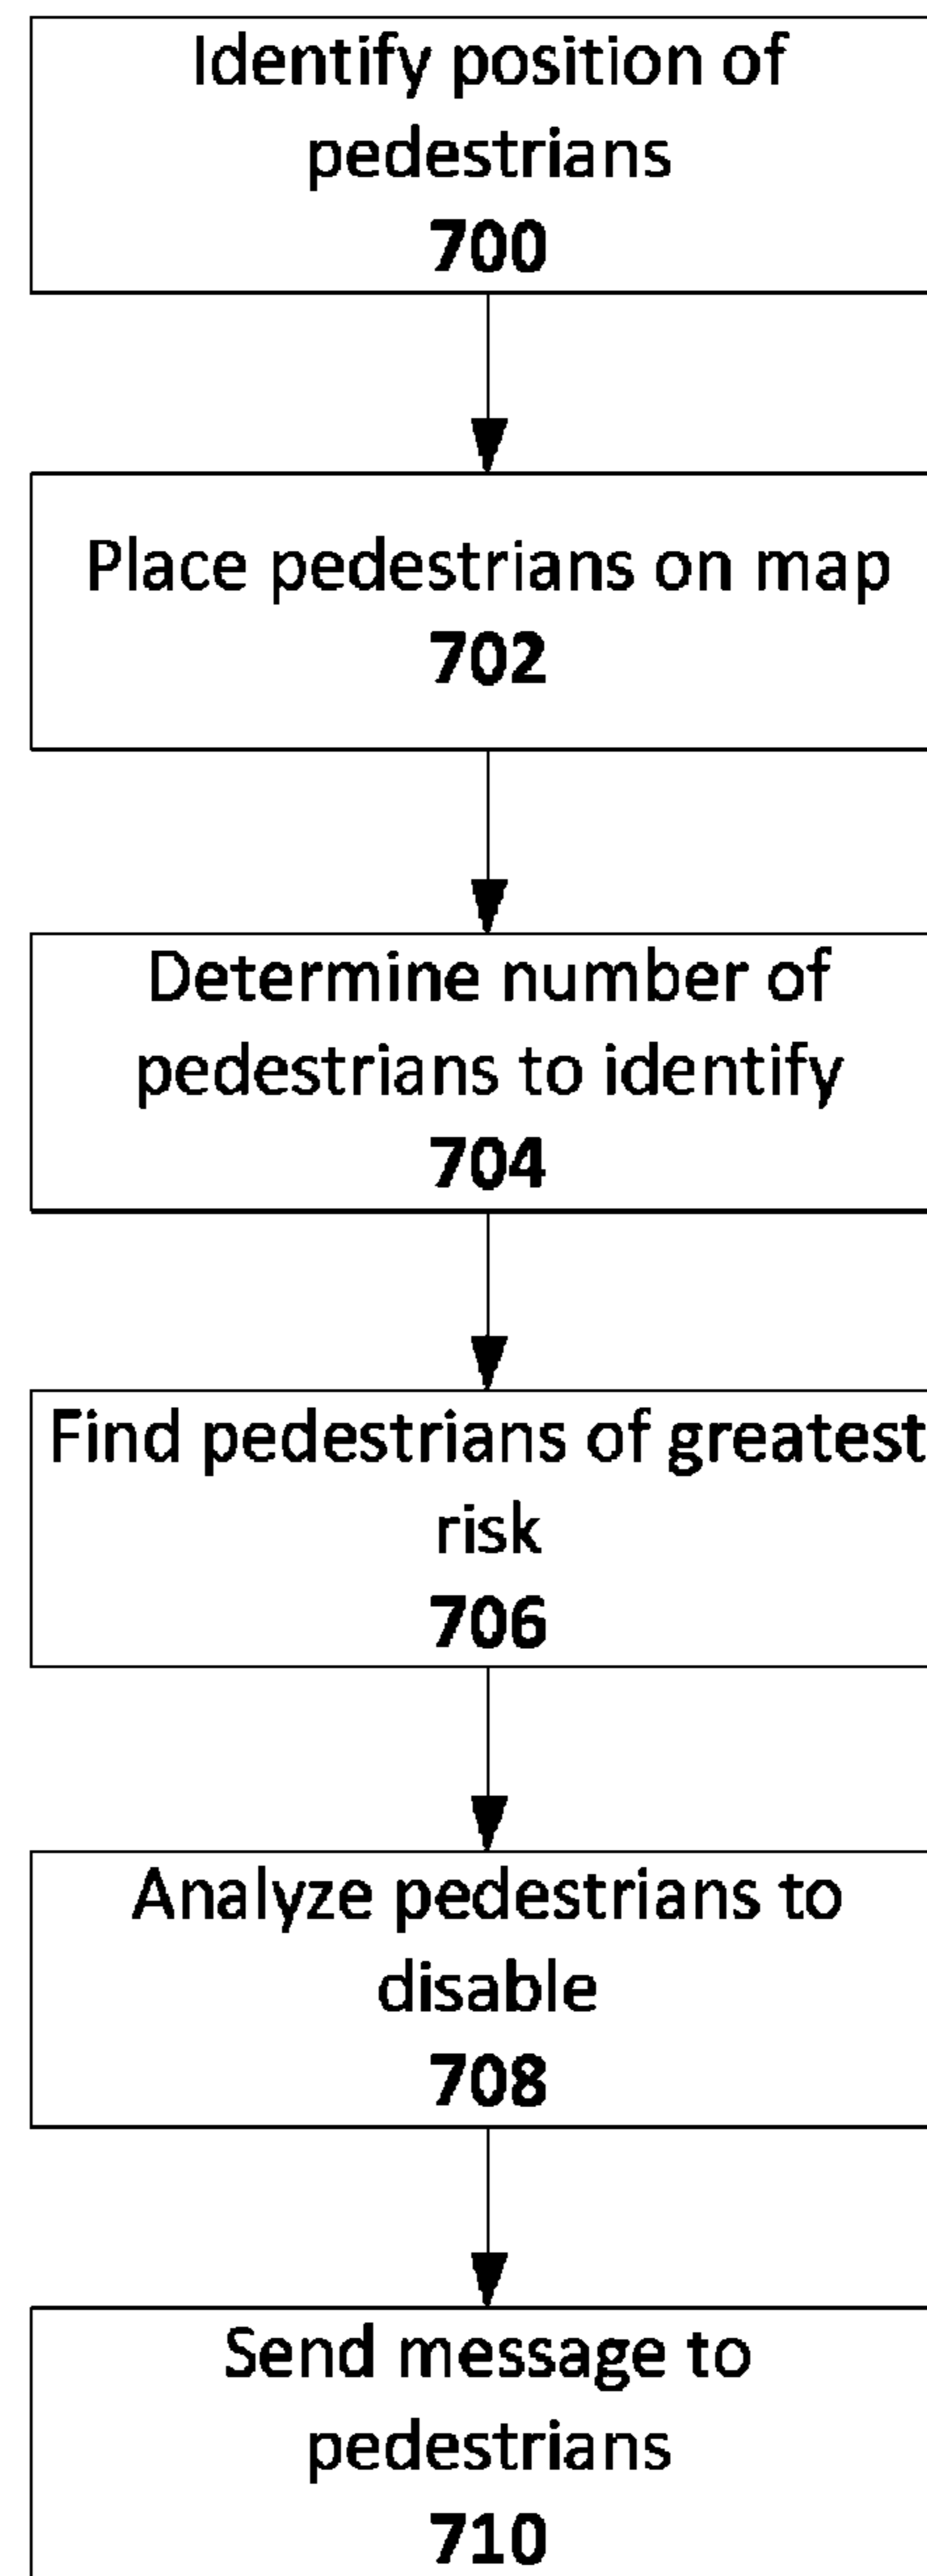 Identify position of
pedestrians
700
Place pedestrians on map
702
Determine number of
pedestrians to identify
704
Find pedestrians of greatest
risk
706
Analyze pedestrians to
disable
708
Send message to
pedestrians
710